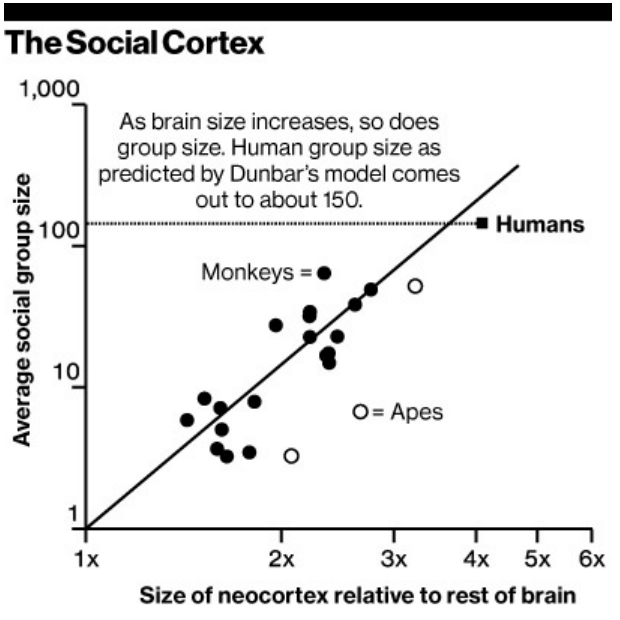 The Social Cortex
1,000
As brain size increases, so does
group size. Human group size as
predicted by Dunbar's model comes
out to about 150.
100
Humans
Monkeys =
Average social group size
10
= Apes
1
1x 2x 3x 4x 5x 6x
Size of neocortex relative to rest of brain